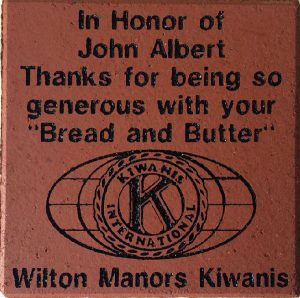 In Honor of
John Albert
Thanks for being so
generous with your
"Bread and Butter"
KIWANIS
K
INTERNATIONAL
Wilton Manors Kiwanis